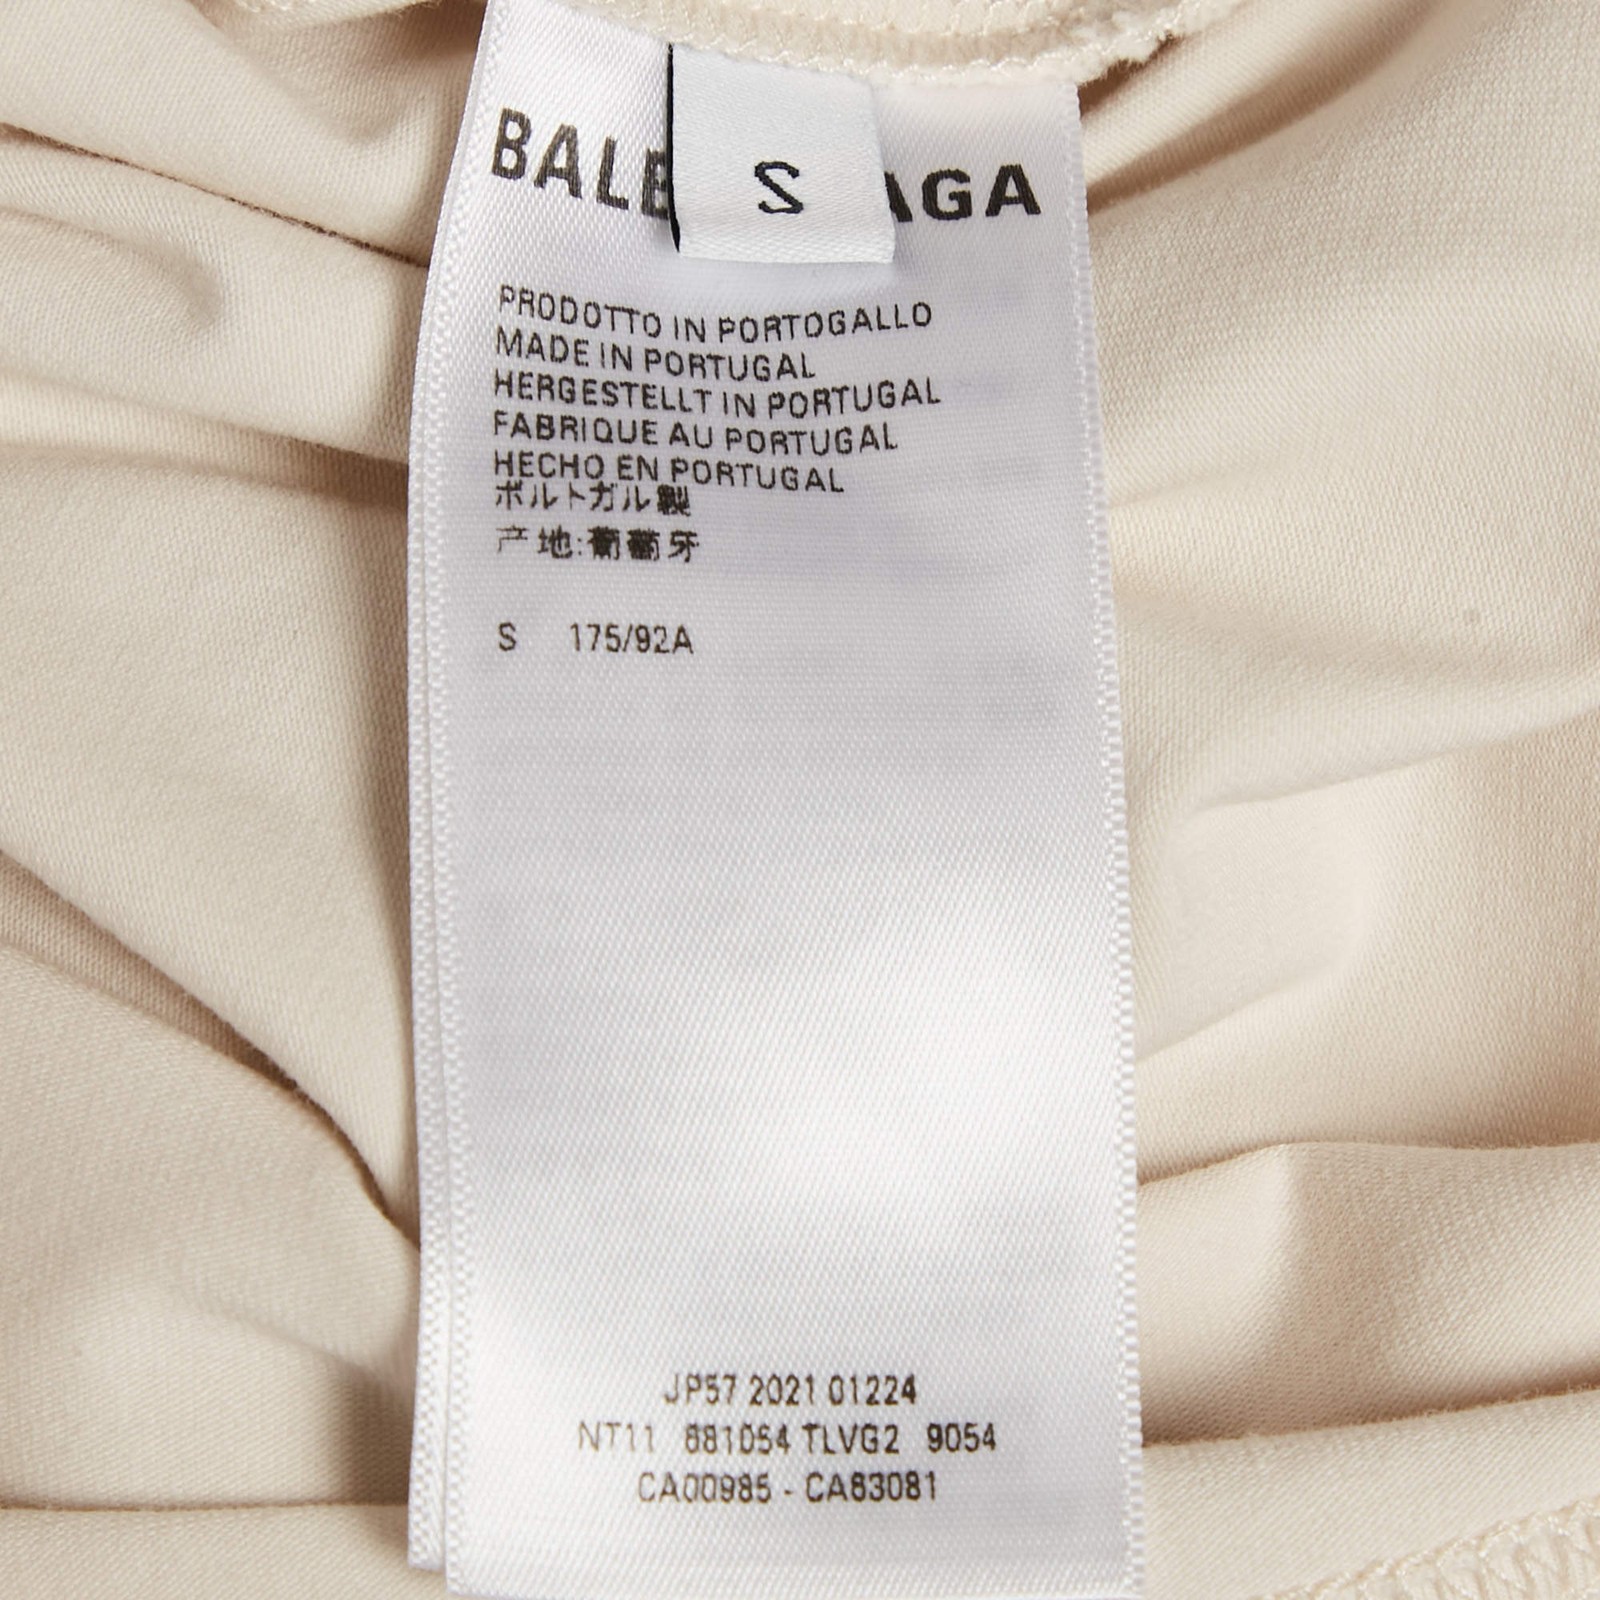 BALE AGA
S
PRODOTTO IN PORTOGALLO
MADE IN PORTUGAL
HERGESTELLT IN PORTUGAL
FABRIQUE AU PORTUGAL
HECHO EN PORTUGAL
ポルトガル製
产地:葡萄牙
S 175/92A
JP57 2021 01224
NT11 681054 TLVG2 9054
CA00985 - CA63081